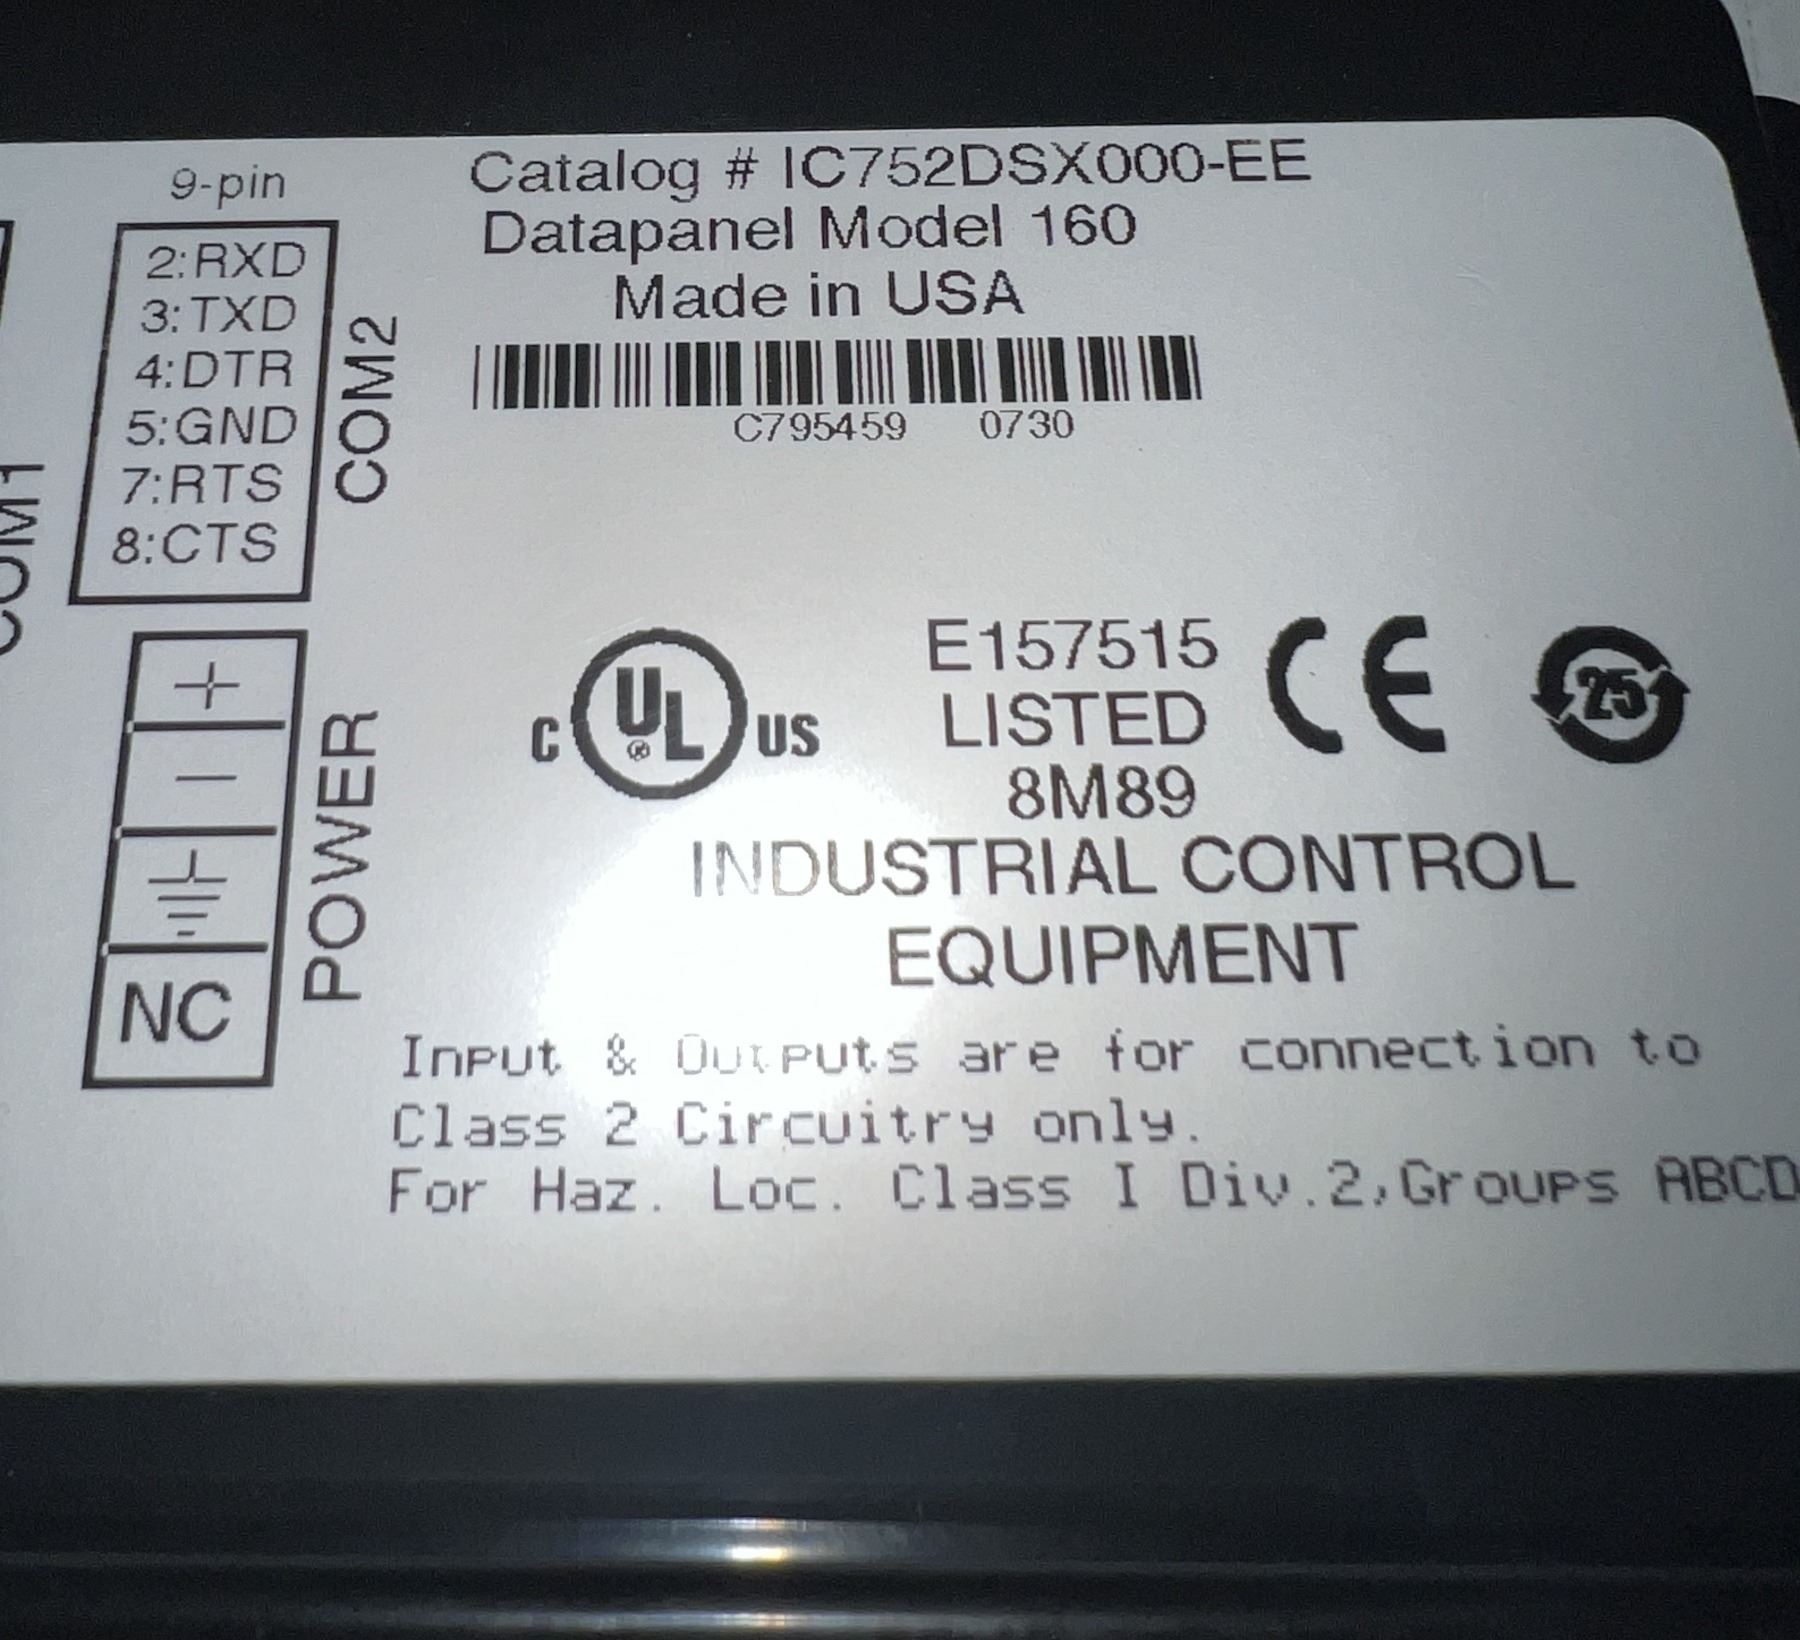 COM1
9-pin
2:RXD
3:TXD
4:DTR
5:GND
7:RTS
8:CTS
COM2
+
−
NC
POWER
Catalog # IC752DSX000-EE
Datapanel Model 160
Made in USA
C795459 0730
C UL ® US
E157515
LISTED
8M89
CE
25
INDUSTRIAL CONTROL
EQUIPMENT
Input & Outputs are for connection to
Class 2 Circuitry only.
For Haz. Loc. Class I Div.2,Groups ABCD